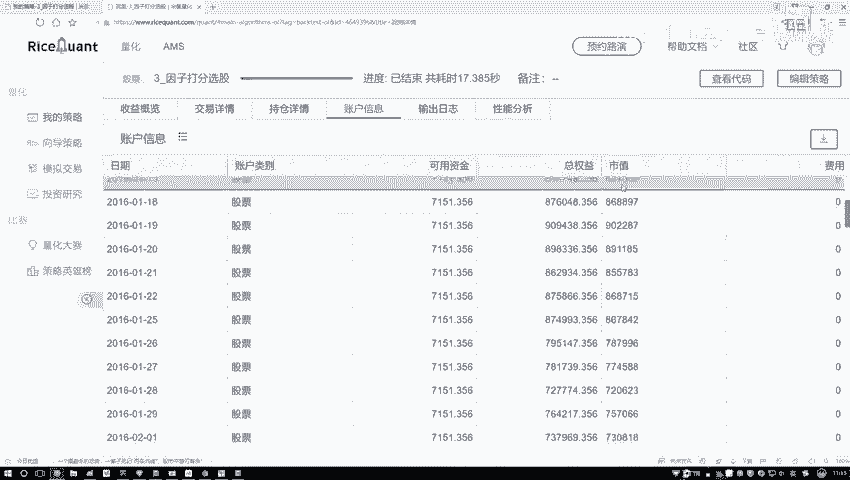 RiceQuant 量化 AMS 预约路演 帮助文档 社区
3_因子打分选股 进度: 已结束 共耗时17.385秒 备注: -- 查看代码 编辑策略
收益概览 交易详情 持仓详情 账户信息 输出日志 性能分析
我的策略
向导策略
模拟交易
投资研究
比赛
量化大赛
策略英雄榜
账户信息
日期 账户类别 可用资金 总权益 市值 费用
2016-01-18 股票 7151.356 876048.356 868897 0
2016-01-19 股票 7151.356 909438.356 902287 0
2016-01-20 股票 7151.356 898336.356 891185 0
2016-01-21 股票 7151.356 862934.356 855783 0
2016-01-22 股票 7151.356 875866.356 868715 0
2016-01-25 股票 7151.356 874993.356 867842 0
2016-01-26 股票 7151.356 795147.356 787996 0
2016-01-27 股票 7151.356 781739.356 774588 0
2016-01-28 股票 7151.356 727774.356 720623 0
2016-01-29 股票 7151.356 764217.356 757066 0
2016-02-01 股票 7151.356 737969.356 730818 0